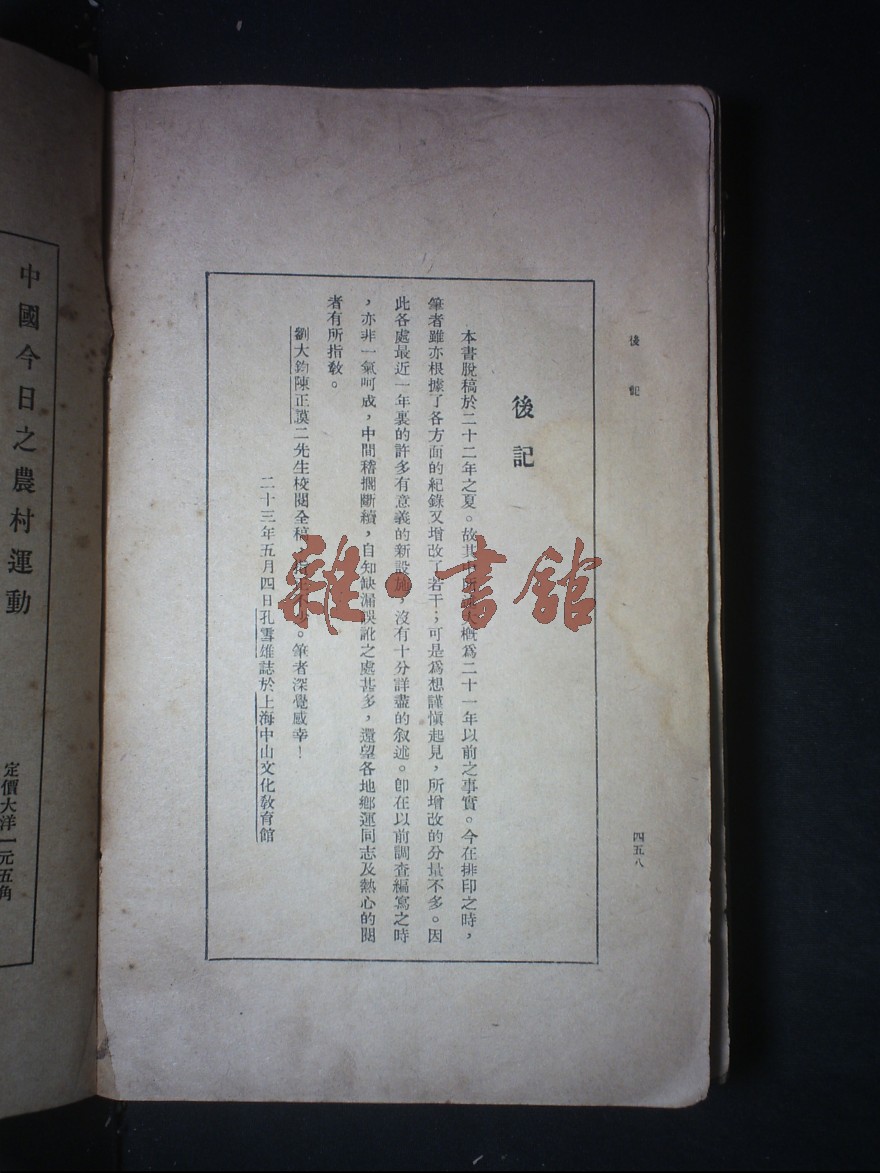 後記
四五八
後記
本書脫稿於二十二年之夏。故其中所 大概爲二十一年以前之事實。今在排印之時，
筆者雖亦根據了各方面的紀錄又增改了若干；可是爲想謹愼起見，所增改的分量不多。因
此各處最近一年裏的許多有意義的新設施，沒有十分詳盡的叙述。卽在以前調查編寫之時
，亦非一氣呵成，中間稽擱斷續，自知缺漏誤訛之處甚多，還望各地鄉運同志及熱心的閱
者有所指敎。
劉大鈞陳正謨二先生校閱全稿， 不少。筆者深覺感幸！
二十三年五月四日孔雪雄誌於上海中山文化敎育館
中國今日之農村運動
定價大洋一元五角
雜·書館